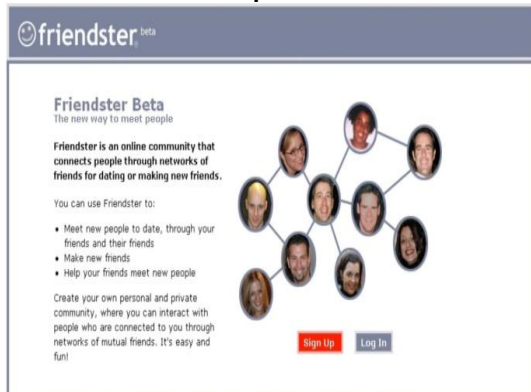 friendster beta
Friendster Beta
The new way to meet people
Friendster is an online community that
connects people through networks of
friends for dating or making new friends.
You can use Friendster to:
• Meet new people to date, through your
friends and their friends
• Make new friends
• Help your friends meet new people
Create your own personal and private
community, where you can interact with
people who are connected to you through
networks of mutual friends. It's easy and
fun!
Sign Up Log In